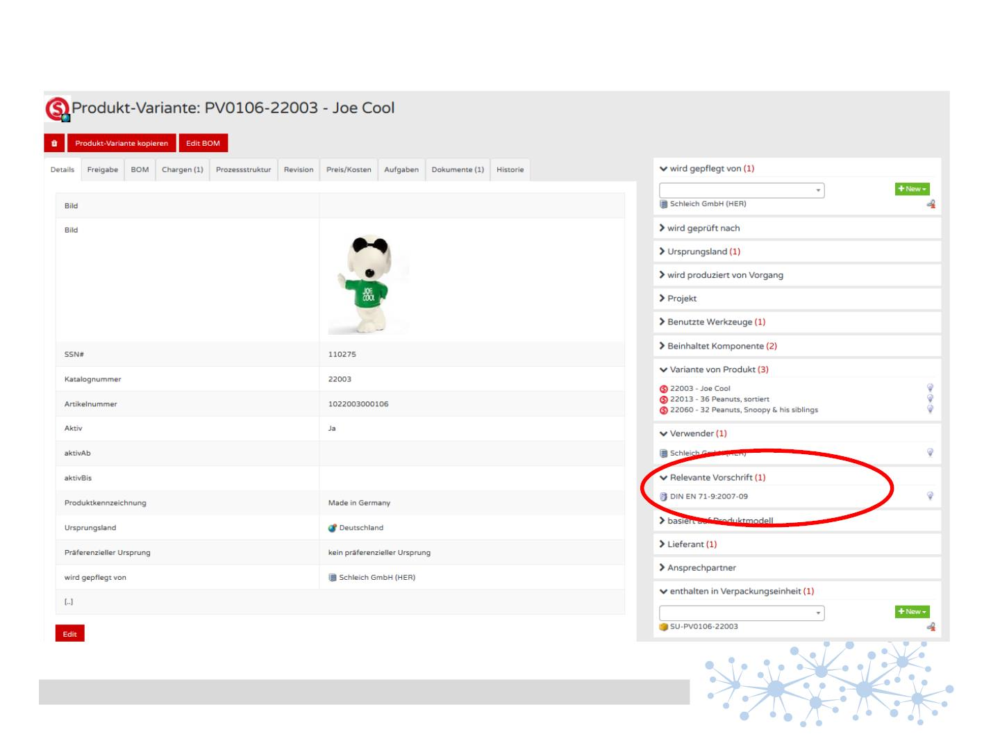 Produkt-Variante: PV0106-22003 - Joe Cool
Produkt-Variante kopieren
Edit BOM
Details
Freigabe
BOM
Chargen (1)
Prozessstruktur
Revision
Preis/Kosten
Aufgaben
Dokumente (1)
Historie
Bild
Bild
JOE
COOL
SSN#
110275
Katalognummer
22003
Artikelnummer
1022003000106
Aktiv
Ja
aktivAb
aktivBis
Produktkennzeichnung
Made in Germany
Ursprungsland
Deutschland
Präferenzieller Ursprung
kein präferenzieller Ursprung
wird gepflegt von
Schleich GmbH (HER)
[..]
Edit
wird gepflegt von (1)
+ New
Schleich GmbH (HER)
wird geprüft nach
Ursprungsland (1)
wird produziert von Vorgang
Projekt
Benutzte Werkzeuge (1)
Beinhaltet Komponente (2)
Variante von Produkt (3)
22003 - Joe Cool
22013 - 36 Peanuts, sortiert
22060 - 32 Peanuts, Snoopy & his siblings
Verwender (1)
Schleich GmbH (HER)
Relevante Vorschrift (1)
DIN EN 71-9:2007-09
basiert auf Produktmodell
Lieferant (1)
Ansprechpartner
enthalten in Verpackungseinheit (1)
+ New
SU-PV0106-22003